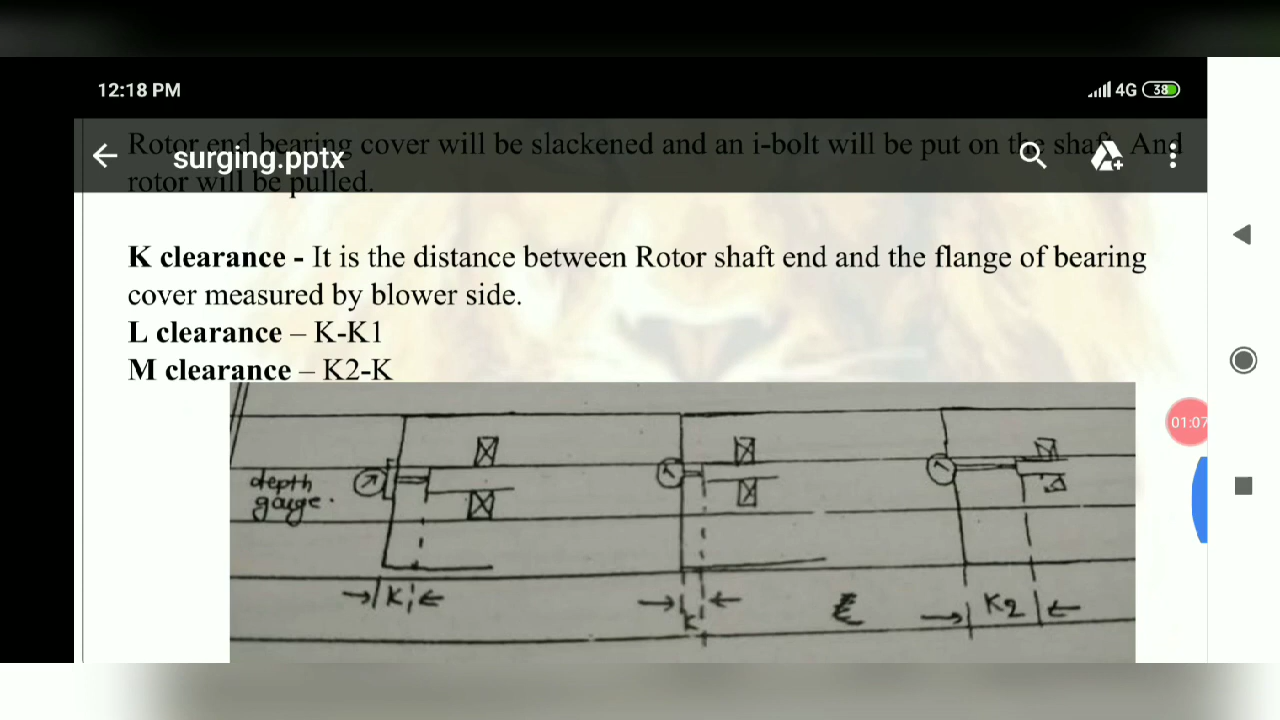 12:18 PM
4G 38
Rotor end bearing cover will be slackened and an i-bolt will be put on the shaft. And
surging.pptx
rotor will be pulled.
K clearance - It is the distance between Rotor shaft end and the flange of bearing
cover measured by blower side.
L clearance – K-K1
M clearance – K2-K
depth
gauge.
K
K2
01:07